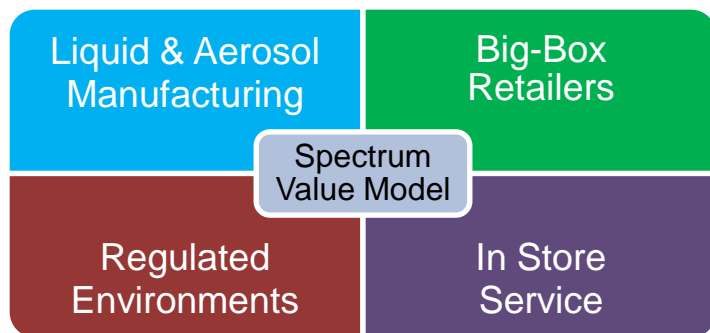 Liquid & Aerosol
Manufacturing
Big-Box
Retailers
Spectrum
Value Model
Regulated
Environments
In Store
Service